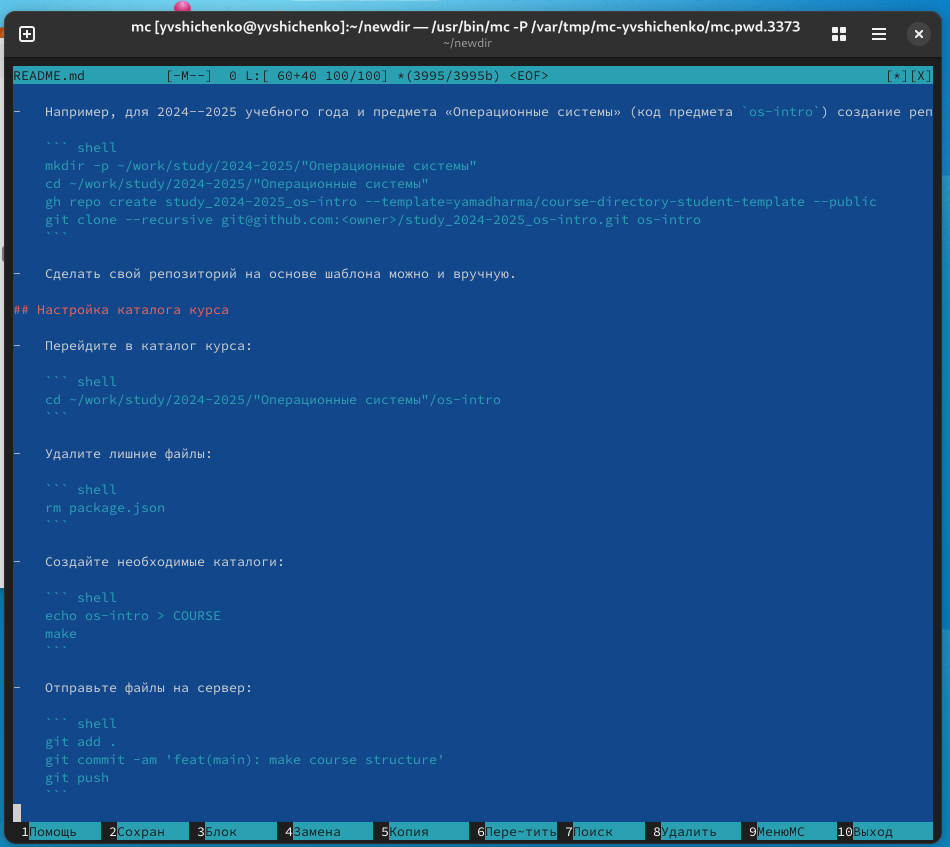 mc [yvshichenko@yvshichenko]:~/newdir — /usr/bin/mc -P /var/tmp/mc-yvshichenko/mc.pwd.3373
~/newdir
README.md          [-M--]  0 L:[ 60+40 100/100] *(3995/3995b) <EOF>                                          [*][X]
-   Например, для 2024--2025 учебного года и предмета «Операционные системы» (код предмета `os-intro`) создание реп
    ``` shell
    mkdir -p ~/work/study/2024-2025/"Операционные системы"
    cd ~/work/study/2024-2025/"Операционные системы"
    gh repo create study_2024-2025_os-intro --template=yamadharma/course-directory-student-template --public
    git clone --recursive git@github.com:<owner>/study_2024-2025_os-intro.git os-intro
    ```
-   Сделать свой репозиторий на основе шаблона можно и вручную.
## Настройка каталога курса
-   Перейдите в каталог курса:
    ``` shell
    cd ~/work/study/2024-2025/"Операционные системы"/os-intro
    ```
-   Удалите лишние файлы:
    ``` shell
    rm package.json
    ```
-   Создайте необходимые каталоги:
    ``` shell
    echo os-intro > COURSE
    make
    ```
-   Отправьте файлы на сервер:
    ``` shell
    git add .
    git commit -am 'feat(main): make course structure'
    git push
    ```
 1Помощь    2Сохран    3Блок      4Замена    5Копия      6Пере~тить 7Поиск     8Удалить    9МенюМС    10Выход